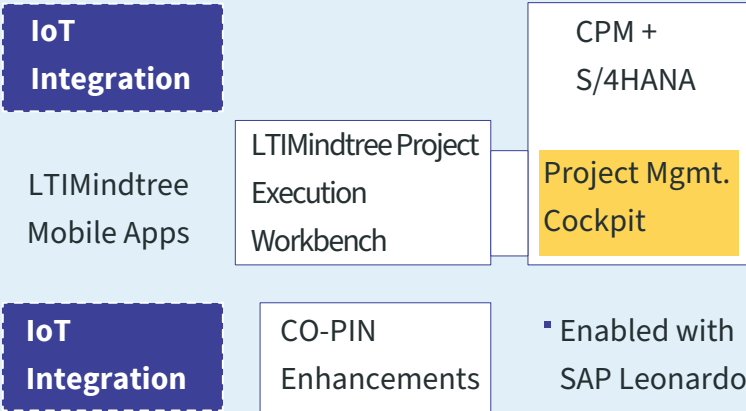 IoT
Integration
CPM +
S/4HANA
LTIMindtree
Mobile Apps
LTIMindtree Project
Execution
Workbench
Project Mgmt.
Cockpit
IoT
Integration
CO-PIN
Enhancements
Enabled with
SAP Leonardo